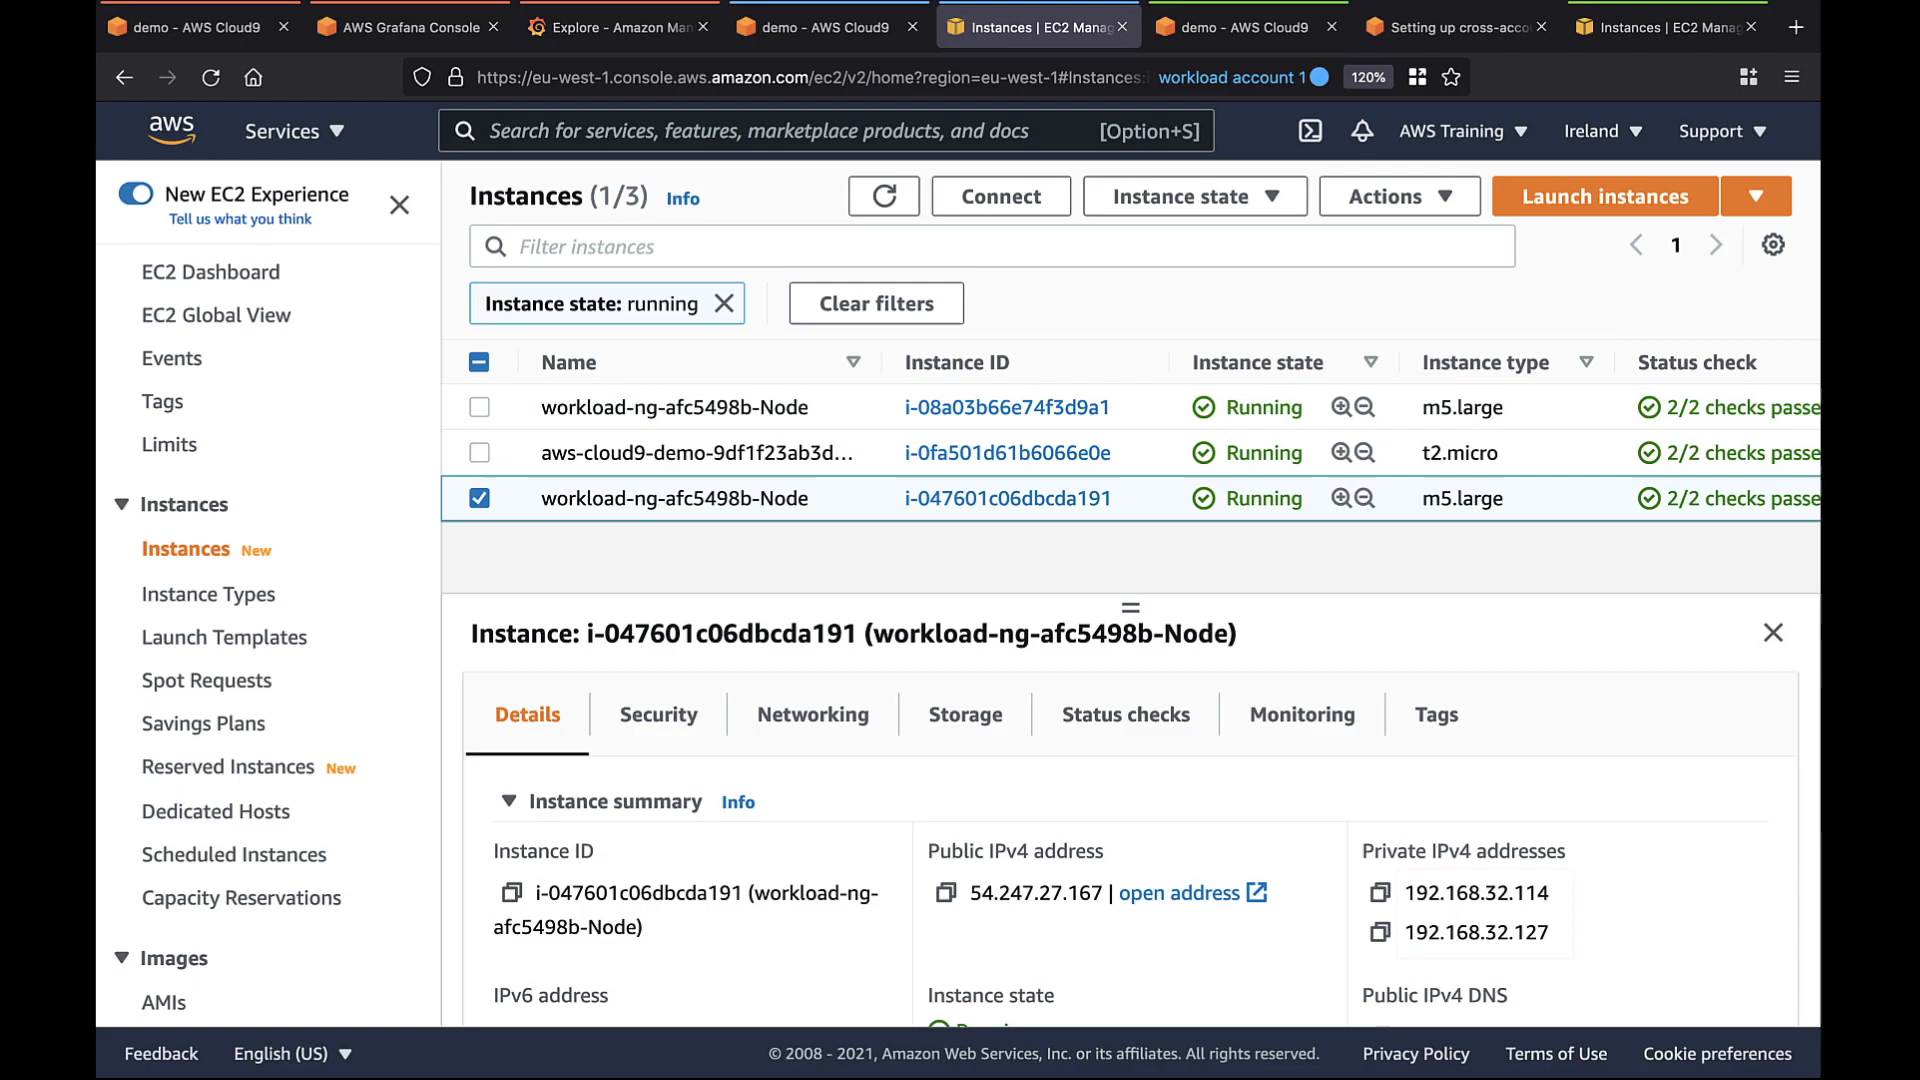 demo - AWS Cloud9
AWS Grafana Console
Explore - Amazon Man
demo - AWS Cloud9
Instances | EC2 Manag
demo - AWS Cloud9
Setting up cross-acco
Instances | EC2 Manag
https://eu-west-1.console.aws.amazon.com/ec2/v2/home?region=eu-west-1#Instances:
workload account 1
120%
aws
Services
Search for services, features, marketplace products, and docs
[Option+S]
AWS Training
Ireland
Support
New EC2 Experience
Tell us what you think
EC2 Dashboard
EC2 Global View
Events
Tags
Limits
Instances
Instances New
Instance Types
Launch Templates
Spot Requests
Savings Plans
Reserved Instances New
Dedicated Hosts
Scheduled Instances
Capacity Reservations
Images
AMIs
Instances (1/3) Info
Connect
Instance state
Actions
Launch instances
Filter instances
1
Instance state: running
Clear filters
Name Instance ID Instance state Instance type Status check
workload-ng-afc5498b-Node i-08a03b66e74f3d9a1 Running m5.large 2/2 checks passe
aws-cloud9-demo-9df1f23ab3d... i-0fa501d61b6066e0e Running t2.micro 2/2 checks passe
workload-ng-afc5498b-Node i-047601c06dbcda191 Running m5.large 2/2 checks passe
Instance: i-047601c06dbcda191 (workload-ng-afc5498b-Node)
Details Security Networking Storage Status checks Monitoring Tags
Instance summary Info
Instance ID
i-047601c06dbcda191 (workload-ng-
afc5498b-Node)
Public IPv4 address
54.247.27.167 | open address
Private IPv4 addresses
192.168.32.114
192.168.32.127
IPv6 address
Instance state
Public IPv4 DNS
Feedback
English (US)
© 2008 - 2021, Amazon Web Services, Inc. or its affiliates. All rights reserved.
Privacy Policy
Terms of Use
Cookie preferences